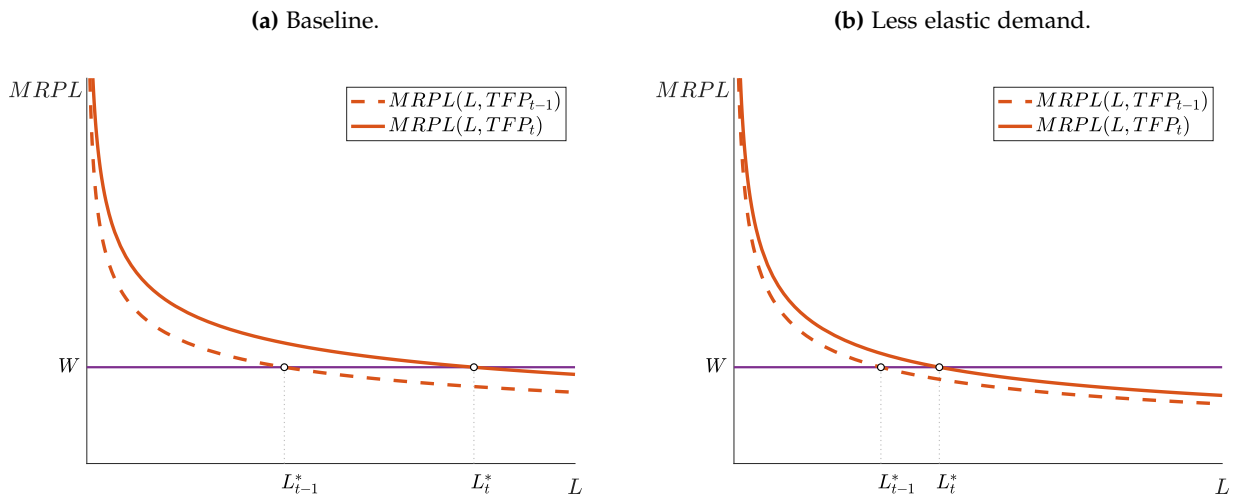 (a) Baseline.
MRPL
MRPL(L, TFP_{t−1})
MRPL(L, TFP_t)
W
L^*_{t−1}
L^*_t
L
(b) Less elastic demand.
MRPL
MRPL(L, TFP_{t−1})
MRPL(L, TFP_t)
W
L^*_{t−1}
L^*_t
L